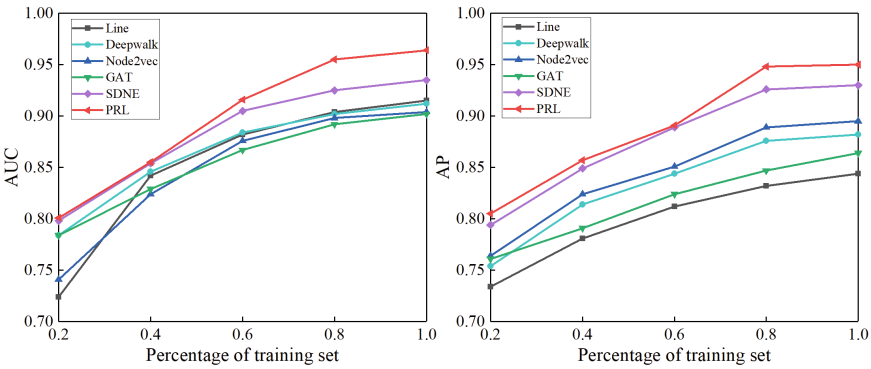 1.00
0.95
0.90
0.85
0.80
0.75
0.70
AUC
Line
Deepwalk
Node2vec
GAT
SDNE
PRL
0.2 0.4 0.6 0.8 1.0
Percentage of training set
1.00
0.95
0.90
0.85
0.80
0.75
0.70
AP
Line
Deepwalk
Node2vec
GAT
SDNE
PRL
0.2 0.4 0.6 0.8 1.0
Percentage of training set